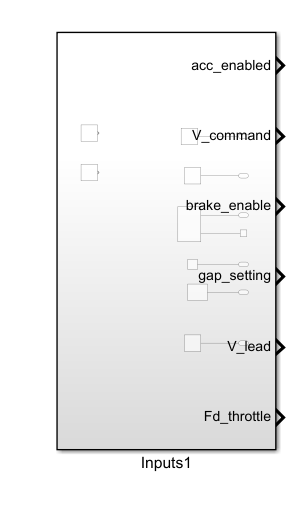 acc_enabled
V_command
brake_enable
gap_setting
V_lead
Fd_throttle
Inputs1